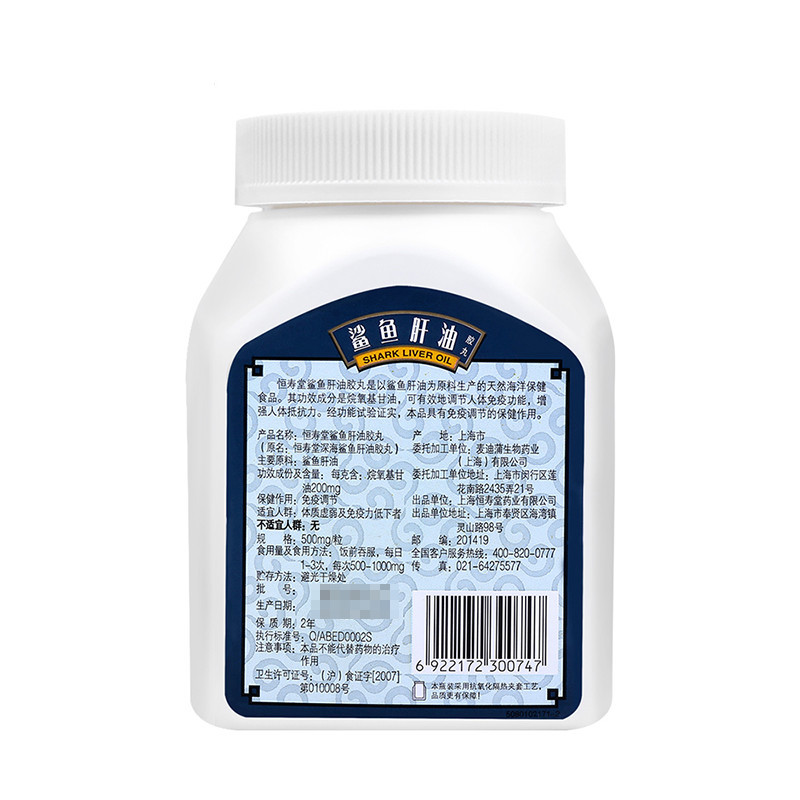 鲨鱼肝油 胶丸
SHARK LIVER OIL
恒寿堂鲨鱼肝油胶丸是以鲨鱼肝油为原料生产的天然海洋保健
食品。其功效成分是烷氧基甘油，可有效地调节人体免疫功能，增
强人体抵抗力。经功能试验证实，本品具有免疫调节的保健作用。
产品名称：恒寿堂鲨鱼肝油胶丸
（原名：恒寿堂深海鲨鱼肝油胶丸）
主要原料：鲨鱼肝油
功效成份及含量：每克含：烷氧基甘
油200mg
保健作用：免疫调节
适宜人群：体质虚弱及免疫力低下者
不适宜人群：无
规 格：500mg/粒
食用量及食用方法：饭前吞服，每日
1-3次，每次500-1000mg
贮存方法：避光干燥处
批 号：
生产日期：
保 质 期：2年
执行标准号：Q/ABED0002S
注意事项：本品不能代替药物的治疗
作用
卫生许可证号：（沪）食证字[2007]
第010008号
产 地：上海市
委托加工单位：麦迪蒲生物药业
（上海）有限公司
委托加工单位地址：上海市闵行区莲
花南路2435弄21号
出品单位：上海恒寿堂药业有限公司
出品单位地址：上海市奉贤区海湾镇
灵山路98号
邮 编：201419
全国客户服务热线：400-820-0777
传 真：021-64275577
6 922172 300747
本瓶装采用抗氧化隔热夹套工艺，
品质更有保障！